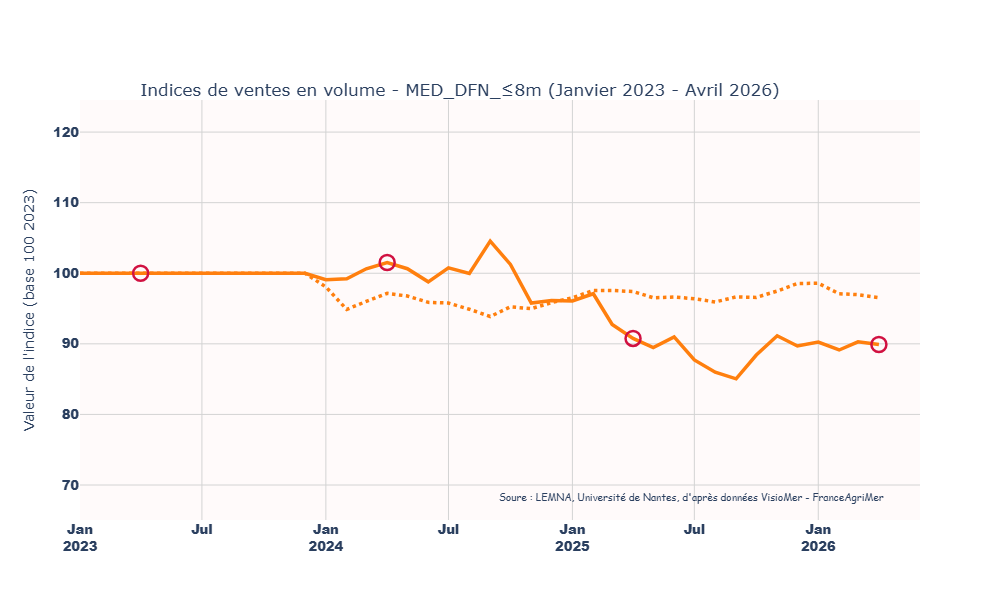 Indices de ventes en volume - MED_DFN_≤8m (Janvier 2023 - Avril 2026)
Valeur de l'indice (base 100 2023)
120
110
100
90
80
70
Soure : LEMNA, Université de Nantes, d'après données VisioMer - FranceAgriMer
Jan
2023
Jul
Jan
2024
Jul
Jan
2025
Jul
Jan
2026